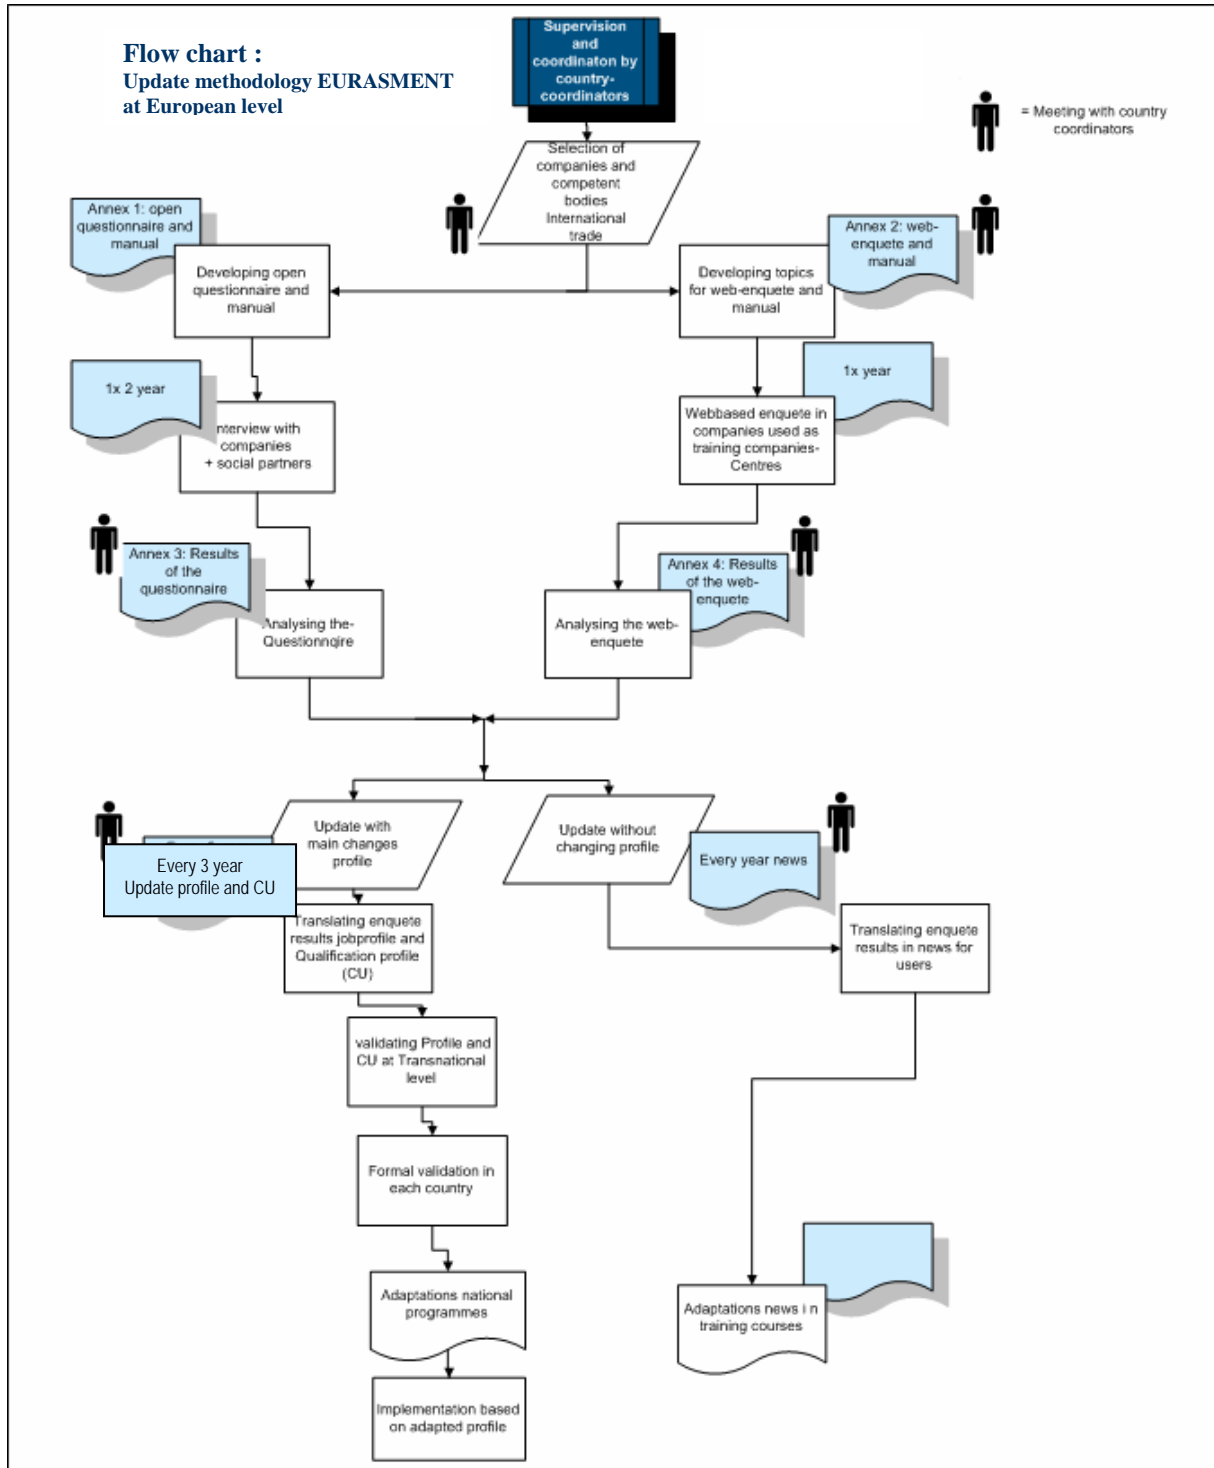 Flow chart :
Update methodology EURASMENT
at European level
Supervision
and
coordinaton by
country-
coordinators
= Meeting with country
coordinators
Selection of
companies and
competent
bodies
International
trade
Annex 1: open
questionnaire and
manual
Developing open
questionnaire and
manual
Annex 2: web-
enquete and
manual
Developing topics
for web-enquete and
manual
1x 2 year
nterview with
companies
+ social partners
1x year
Webbased enquete in
companies used as
training companies-
Centres
Annex 3: Results
of the
questionnaire
Analysing the-
Questionnqire
Annex 4: Results
of the web-
enquete
Analysing the web-
enquete
Update with
main changes
profile
Update without
changing profile
Every 3 year
Update profile and CU
Every year news
Translating enquete
results jobprofile and
Qualification profile
(CU)
Translating enquete
results in news for
users
validating Profile and
CU at Transnational
level
Formal validation in
each country
Adaptations national
programmes
Adaptations news i n
training courses
Implementation based
on adapted profile